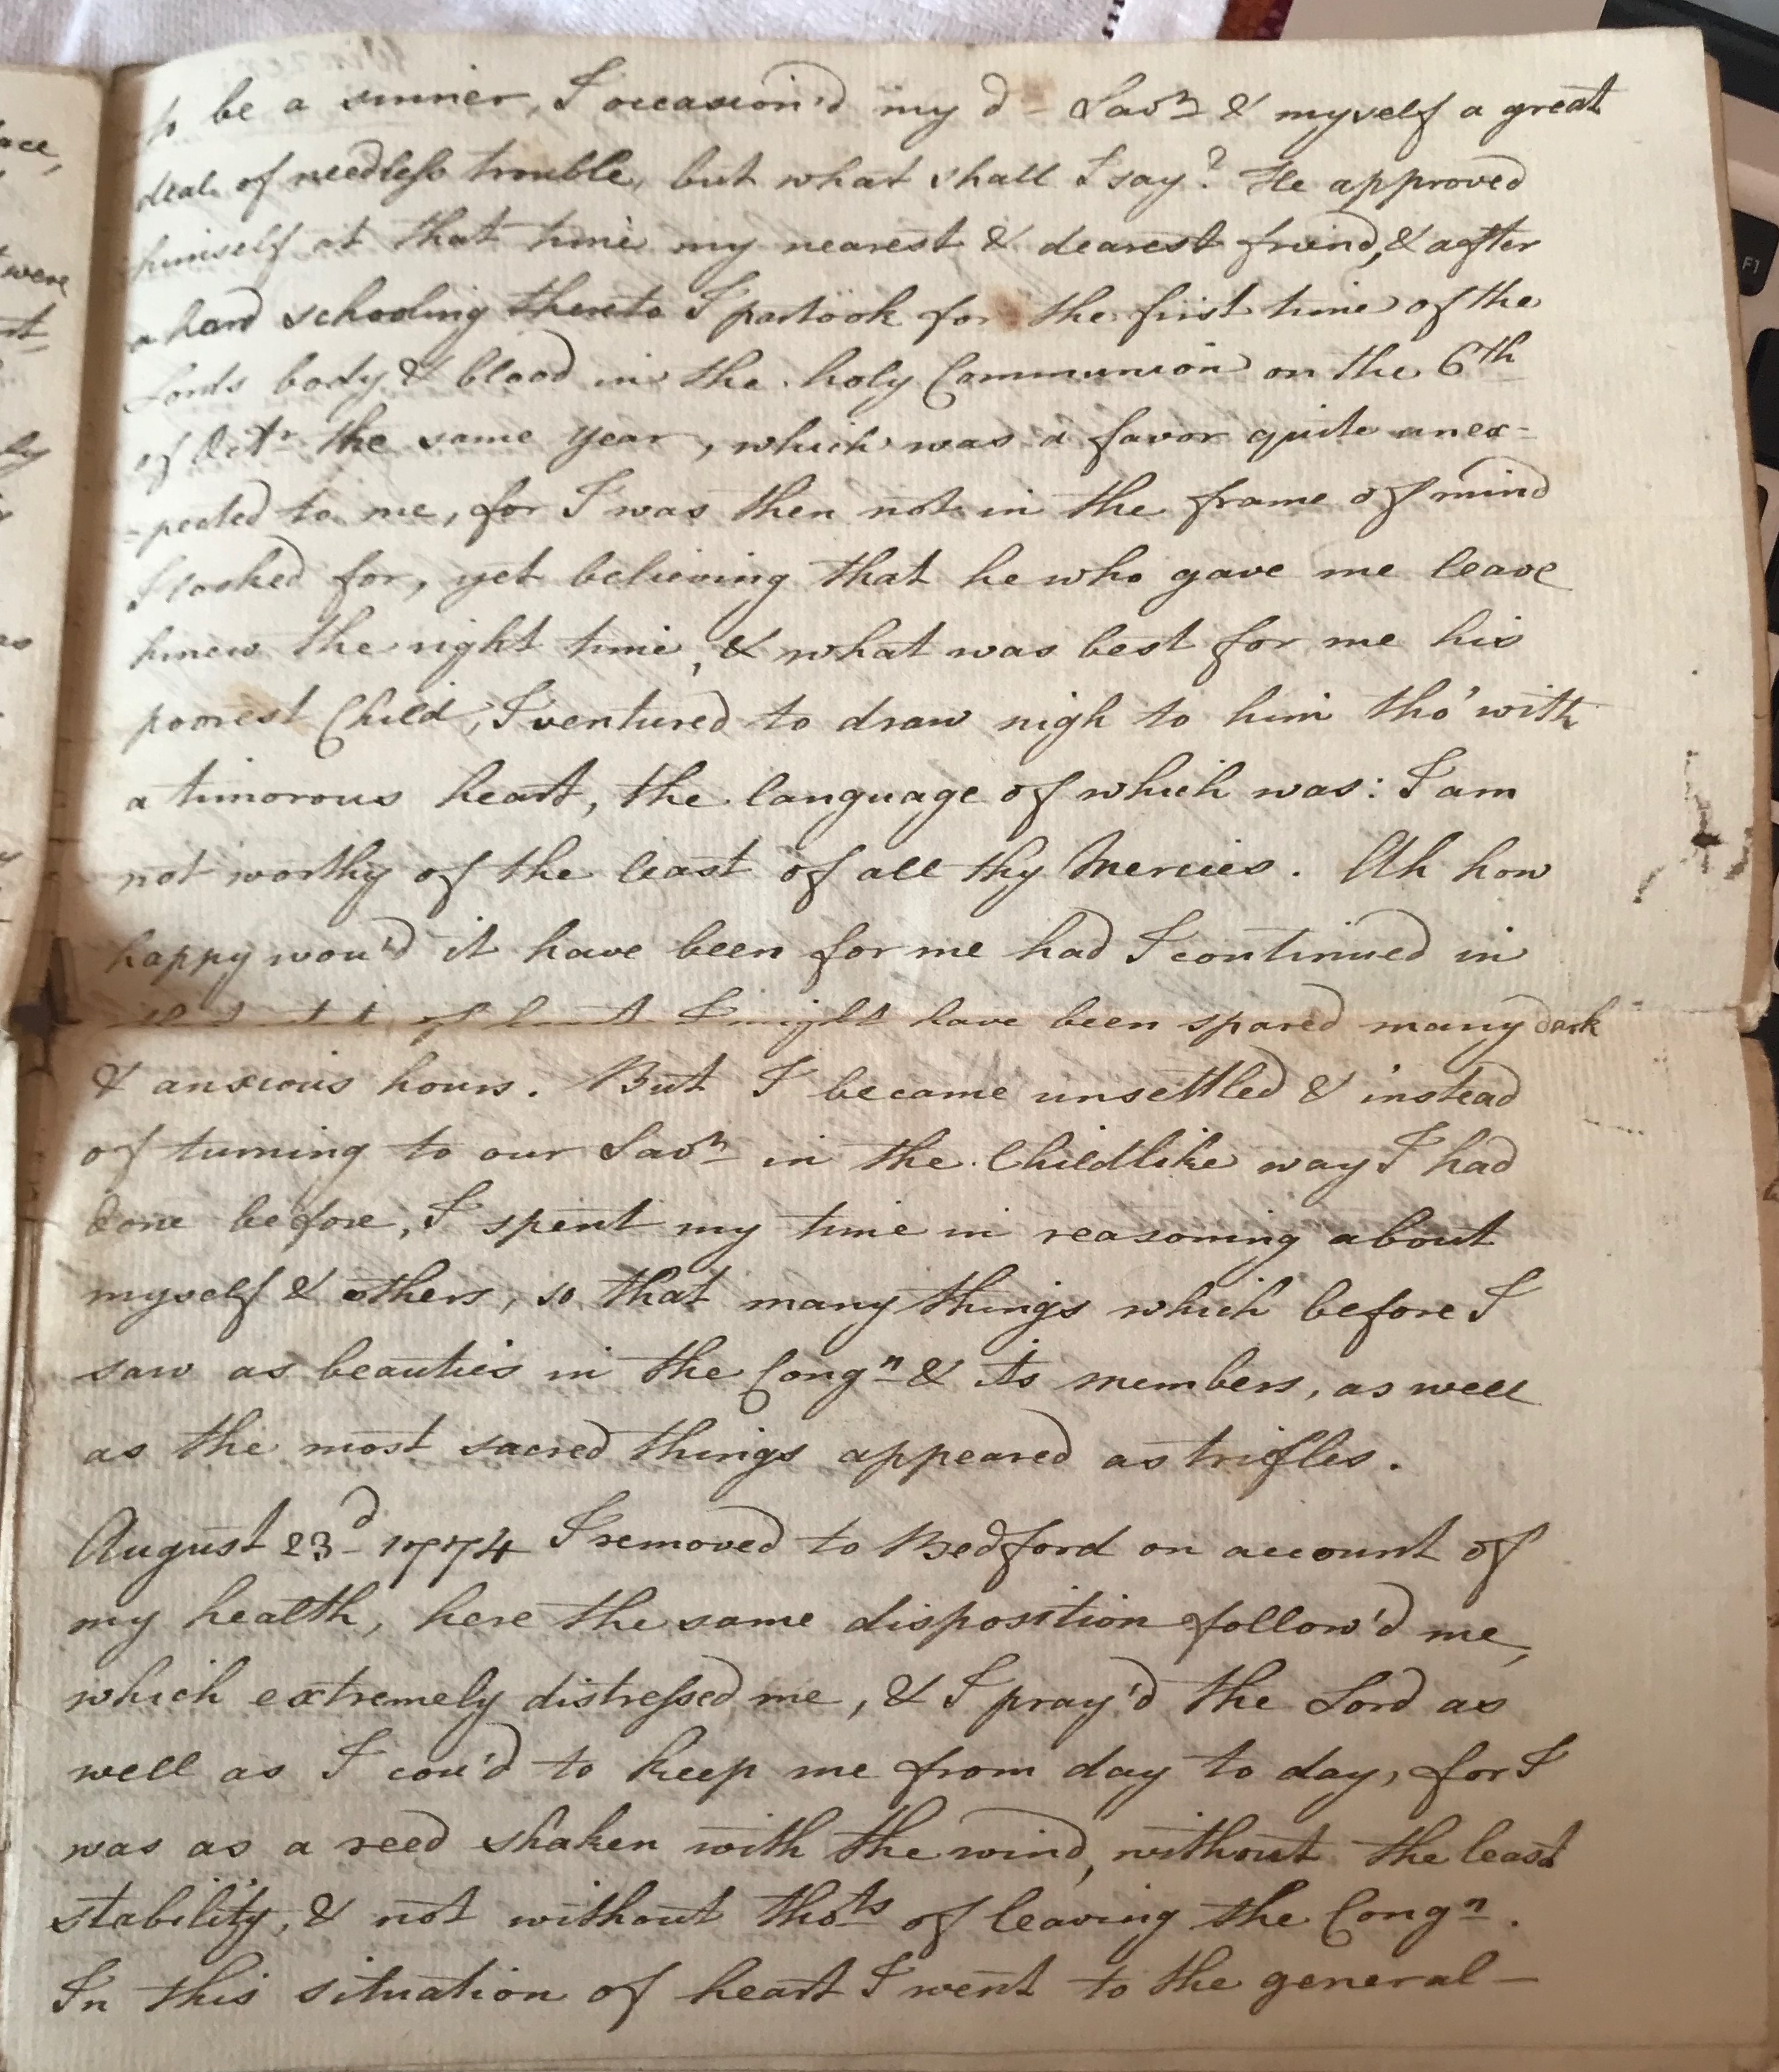 to be a sinner, I occasion'd my d- Savr & myself a great
deal of needless trouble, but what shall I say? He approved
himself at that time my nearest & dearest friend, & after
a hard schooling thereto I partook for the first time of the
Lords body & blood in the holy Communion on the 6th
of Octr the same year, which was a favor quite unex-
-pected to me, for I was then not in the frame of mind
I looked for, yet believing that he who gave me leave
knew the right time, & what was best for me his
poorest Child, I ventured to draw nigh to him tho' with
a timorous heart, the language of which was: I am
not worthy of the least of all thy Mercies. Ah how
happy wou'd it have been for me had I continued in
of heart I might have been spared many dark
& anxious hours. But I became unsettled & instead
of turning to our Savr in the Childlike way I had
done before, I spent my time in reasoning about
myself & others, so that many things which before I
saw as beauties in the Congn & its members, as well
as the most sacred things appeared as trifles.
August 23d 1774 I removed to Bedford on account of
my health, here the same disposition follow'd me,
which extremely distressed me, & I pray'd the Lord as
well as I cou'd to keep me from day to day, for I
was as a reed shaken with the wind, without the least
stability, & not without thots of leaving the Congn.
In this situation of heart I went to the general-